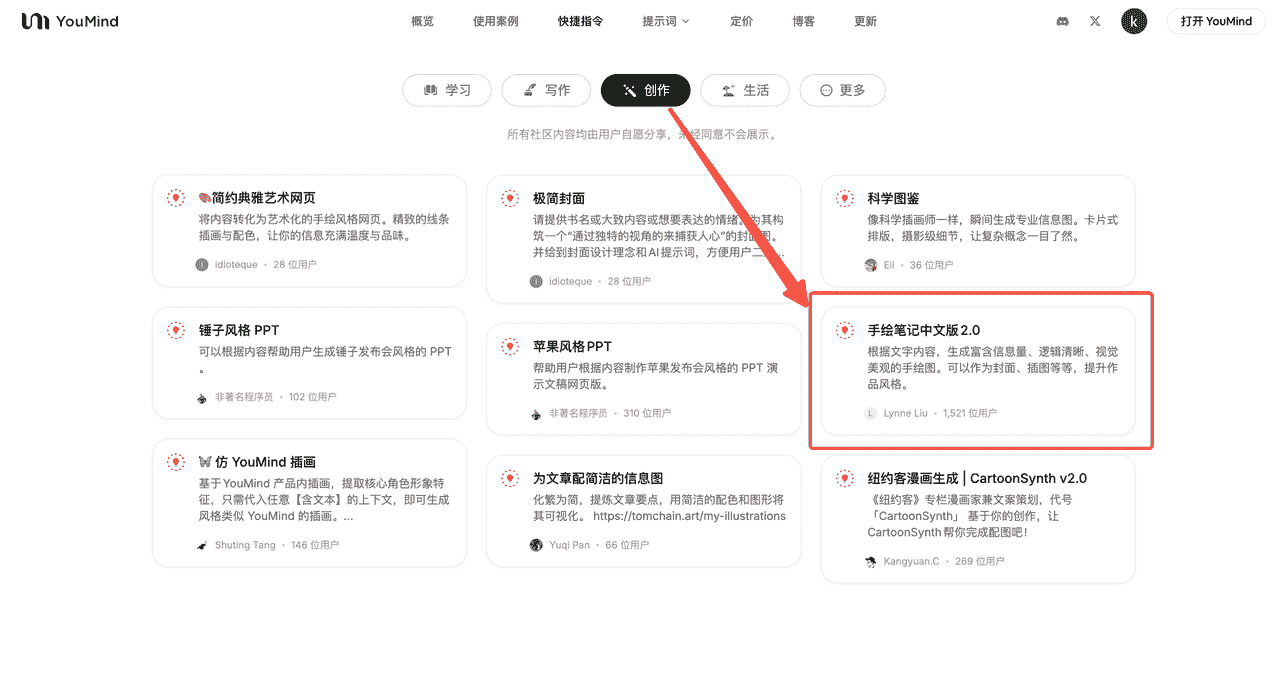 YouMind
概览
使用案例
快捷指令
提示词
定价
博客
更新
k
打开 YouMind
学习
写作
创作
生活
更多
所有社区内容均由用户自愿分享，未经同意不会展示。
简约典雅艺术网页
将内容转化为艺术化的手绘风格网页。精致的线条
插画与配色，让你的信息充满温度与品味。
idioteque · 28 位用户
极简封面
请提供书名或大致内容或想要表达的情绪。为其构
筑一个“通过独特的视角的来捕获人心”的封面图。
并给到封面设计理念和 AI 提示词，方便用户二...
idioteque · 28 位用户
科学图鉴
像科学插画师一样，瞬间生成专业信息图。卡片式
排版，摄影级细节，让复杂概念一目了然。
Eli · 36 位用户
锤子风格 PPT
可以根据内容帮助用户生成锤子发布会风格的 PPT
。
非著名程序员 · 102 位用户
苹果风格 PPT
帮助用户根据内容制作苹果发布会风格的 PPT 演
示文稿网页版。
非著名程序员 · 310 位用户
手绘笔记中文版 2.0
根据文字内容，生成富含信息量、逻辑清晰、视觉
美观的手绘图。可以作为封面、插图等等，提升作
品风格。
L Lynne Liu · 1,521 位用户
仿 YouMind 插画
基于 YouMind 产品内插画，提取核心角色形象特
征，只需代入任意【含文本】的上下文，即可生成
风格类似 YouMind 的插画。...
Shuting Tang · 146 位用户
为文章配简洁的信息图
化繁为简，提炼文章要点，用简洁的配色和图形将
其可视化。 https://tomchain.art/my-illustrations
Yuqi Pan · 66 位用户
纽约客漫画生成 | CartoonSynth v2.0
《纽约客》专栏漫画家兼文案策划，代号
「CartoonSynth」 基于你的创作，让
CartoonSynth 帮你完成配图吧！
Kangyuan.C · 269 位用户